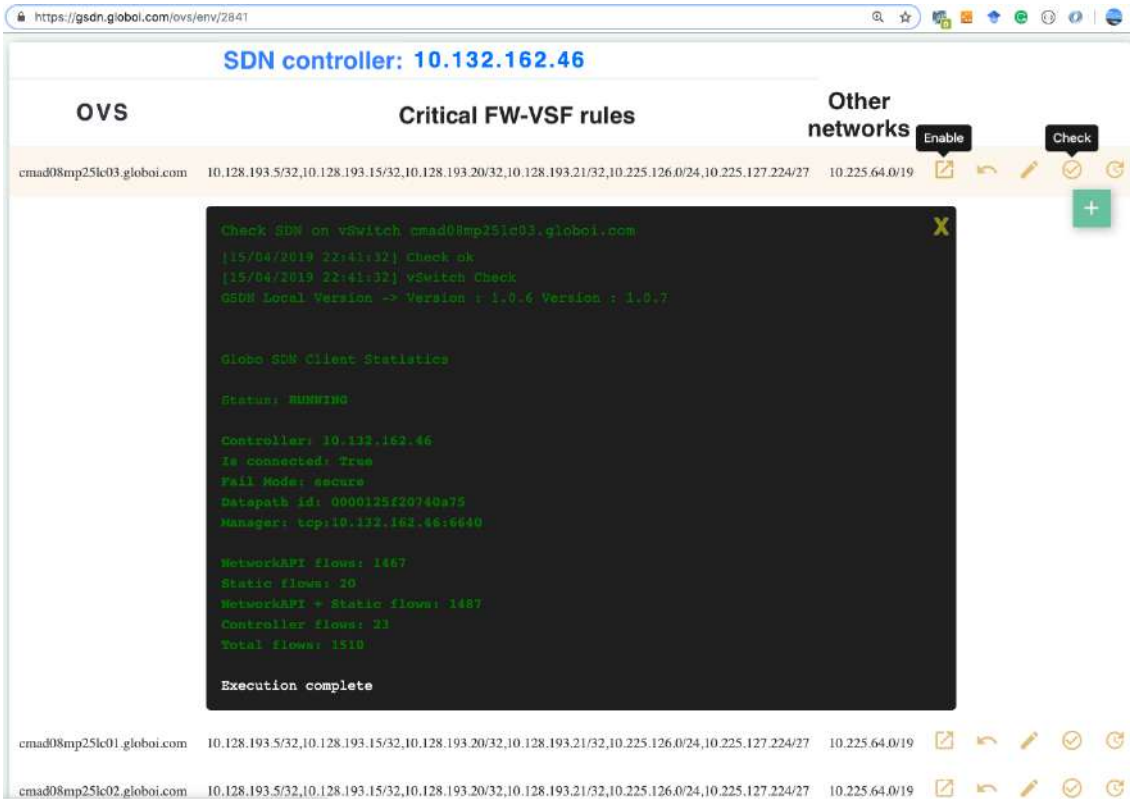 https://gsdn.globoi.com/ovs/env/2841
SDN controller: 10.132.162.46
OVS Critical FW-VSF rules Other networks
Enable Check
cmad08mp25lc03.globoi.com 10.128.193.5/32,10.128.193.15/32,10.128.193.20/32,10.128.193.21/32,10.225.126.0/24,10.225.127.224/27 10.225.64.0/19
+
Check SDN on vSwitch cmad08mp25lc03.globoi.com X
[15/04/2019 22:41:32] Check ok
[15/04/2019 22:41:32] vSwitch Check
GSDN Local Version -> Version : 1.0.6 Version : 1.0.7
Globo SDN Client Statistics
Status: RUNNING
Controller: 10.132.162.46
Is connected: True
Fail Mode: secure
Datapath id: 0000125f20740a75
Manager: tcp:10.132.162.46:6640
NetworkAPI flows: 1467
Static flows: 20
NetworkAPI + Static flows: 1487
Controller flows: 23
Total flows: 1510
Execution complete
cmad08mp25lc01.globoi.com 10.128.193.5/32,10.128.193.15/32,10.128.193.20/32,10.128.193.21/32,10.225.126.0/24,10.225.127.224/27 10.225.64.0/19
cmad08mp25lc02.globoi.com 10.128.193.5/32,10.128.193.15/32,10.128.193.20/32,10.128.193.21/32,10.225.126.0/24,10.225.127.224/27 10.225.64.0/19